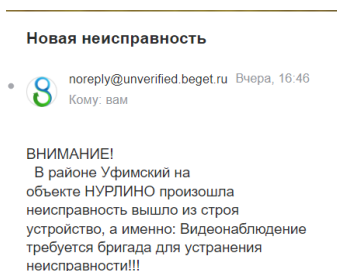 Новая неисправность
noreply@unverified.beget.ru Вчера, 16:46
Кому: вам
ВНИМАНИЕ!
В районе Уфимский на
объекте НУРЛИНО произошла
неисправность вышло из строя
устройство, а именно: Видеонаблюдение
требуется бригада для устранения
неисправности!!!